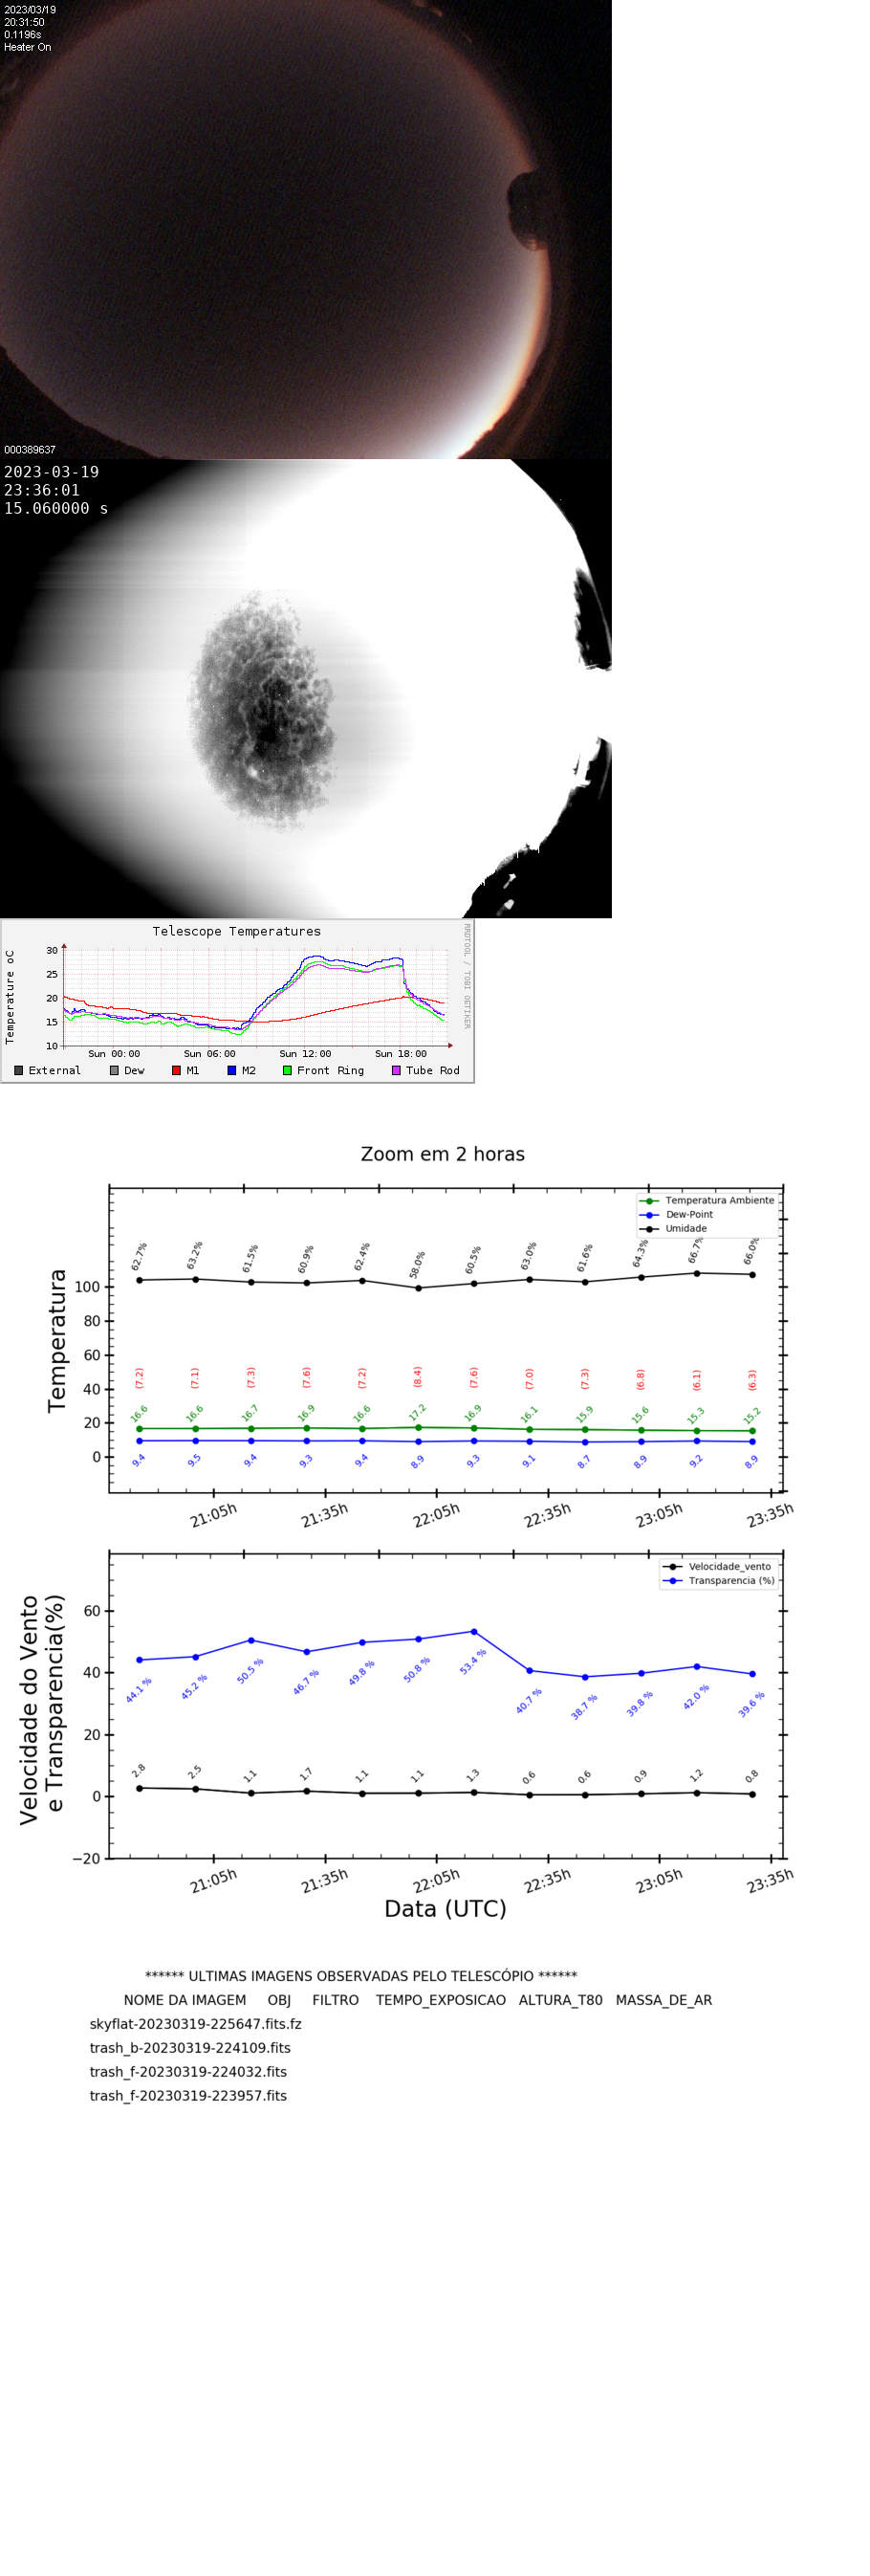 2023/03/19
20:31:50
0.1196s
Heater On
000389637
2023-03-19
23:36:01
15.060000 s
Telescope Temperatures
RRDTOOL / TOBI OETIKER
Temperature oC
30
25
20
15
10
Sun 00:00 Sun 06:00 Sun 12:00 Sun 18:00
External Dew M1 M2 Front Ring Tube Rod
Zoom em 2 horas
Temperatura Ambiente
Dew-Point
Umidade
Temperatura
100
80
60
40
20
0
62.7% 63.2% 61.5% 60.9% 62.4% 58.0% 60.5% 63.0% 61.6% 64.3% 66.7% 66.0%
(7.2) (7.1) (7.3) (7.6) (7.2) (8.4) (7.6) (7.0) (7.3) (6.8) (6.1) (6.3)
16.6 16.6 16.7 16.9 16.6 17.2 16.9 16.1 15.9 15.6 15.3 15.2
9.4 9.5 9.4 9.3 9.4 8.9 9.3 9.1 8.7 8.9 9.2 8.9
21:05h 21:35h 22:05h 22:35h 23:05h 23:35h
Velocidade_vento
Transparencia (%)
Velocidade do Vento
e Transparencia(%)
60
40
20
0
−20
44.1 % 45.2 % 50.5 % 46.7 % 49.8 % 50.8 % 53.4 % 40.7 % 38.7 % 39.8 % 42.0 % 39.6 %
2.8 2.5 1.1 1.7 1.1 1.1 1.3 0.6 0.6 0.9 1.2 0.8
21:05h 21:35h 22:05h 22:35h 23:05h 23:35h
Data (UTC)
****** ULTIMAS IMAGENS OBSERVADAS PELO TELESCÓPIO ******
NOME DA IMAGEM OBJ FILTRO TEMPO_EXPOSICAO ALTURA_T80 MASSA_DE_AR
skyflat-20230319-225647.fits.fz
trash_b-20230319-224109.fits
trash_f-20230319-224032.fits
trash_f-20230319-223957.fits